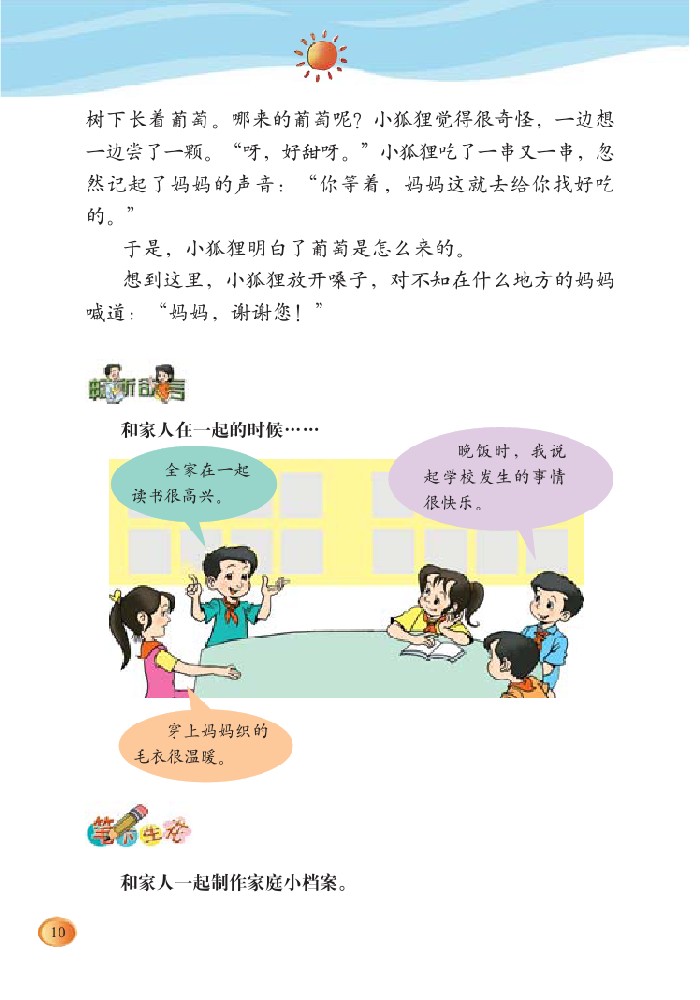 树下长着葡萄。哪来的葡萄呢？小狐狸觉得很奇怪，一边想
一边尝了一颗。“呀，好甜呀。”小狐狸吃了一串又一串，忽
然记起了妈妈的声音：“你等着，妈妈这就去给你找好吃
的。”
于是，小狐狸明白了葡萄是怎么来的。
想到这里，小狐狸放开嗓子，对不知在什么地方的妈妈
喊道：“妈妈，谢谢您！”
畅所欲言
和家人在一起的时候……
全家在一起
读书很高兴。
晚饭时，我说
起学校发生的事情
很快乐。
穿上妈妈织的
毛衣很温暖。
笔下生花
和家人一起制作家庭小档案。
10